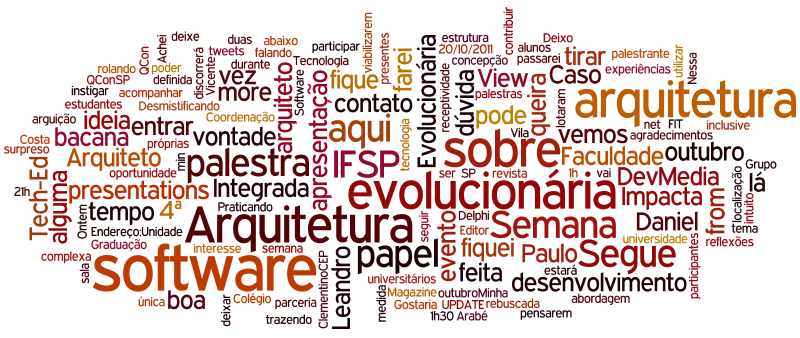 rolando
QCon
Achei
deixe
duas
abaixo
tweets
falando
Tecnologia
participar
viabilizarem
estrutura
20/10/2011
contribuir
Deixo
alunos
palestrante
utilizar
Nessa
QConSP
poder
definida
discorrerá
Vicente
durante
Software
presentes
concepção
passarei
tirar
experiências
instigar
acompanhar
vez
more
arquiteto
apresentação
fique
farei
Evolucionária
receptividade
View
palestras
dúvida
queira
Caso
arquitetura
estudantes
Desmistificando
contato
arguição
ideia
Coordenação
lotaram
net
FIT
inclusive
Costa
bacana
entrar
próprias
vontade
aqui
tecnologia
pode
Vila
vemos
agradecimentos
surpreso
Tech-Ed
Arquiteto
min
palestra
IFSP
sobre
Faculdade
outubro
21h
alguma
oportunidade
presentations
Integrada
evolucionária
ser
SP
revista
1h
vai
DevMedia
lá
Grupo
localização
tema
intuito
tempo
4ª
Praticando
Arquitetura
seguir
Delphi
Editor
Semana
Impacta
from
Ontem
Endereço:Unidade
Daniel
reflexões
complexa
Graduação
interesse
semana
papel
evento
fiquei
Paulo
Segue
universidade
participantes
sala
software
ClementinoCEP
Leandro
universitários
feita
estará
desenvolvimento
única
boa
Colégio
deixar
parceria
trazendo
medida
Magazine
outubroMinha
Gostaria
UPDATE
rebuscada
abordagem
1h30
Arabé
pensarem